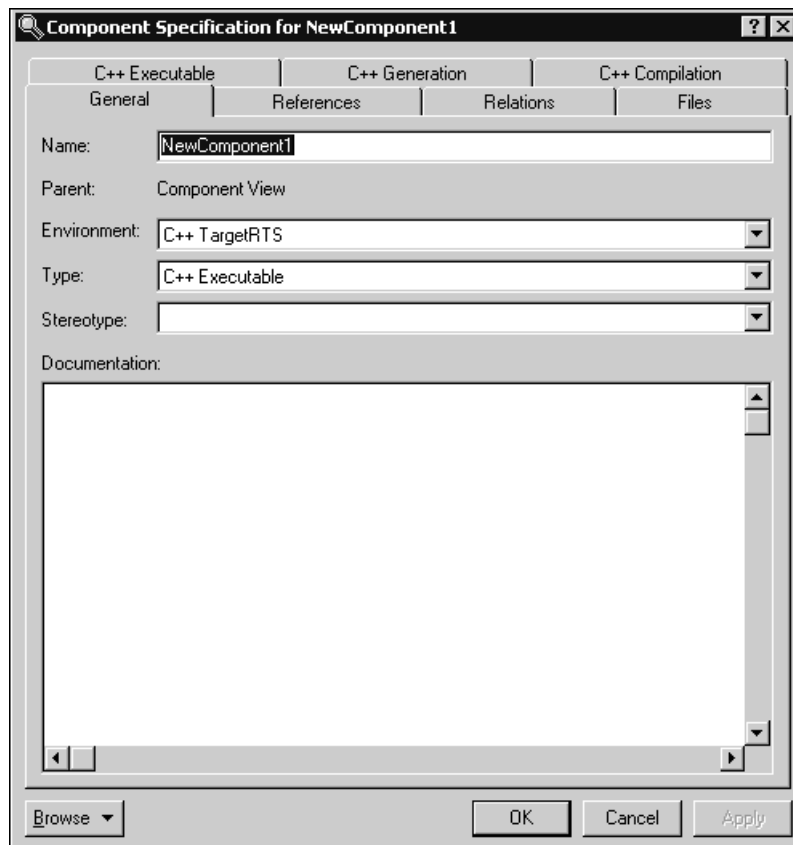 Component Specification for NewComponent1
C++ Executable C++ Generation C++ Compilation
General References Relations Files
Name: NewComponent1
Parent: Component View
Environment: C++ TargetRTS
Type: C++ Executable
Stereotype:
Documentation:
Browse OK Cancel Apply